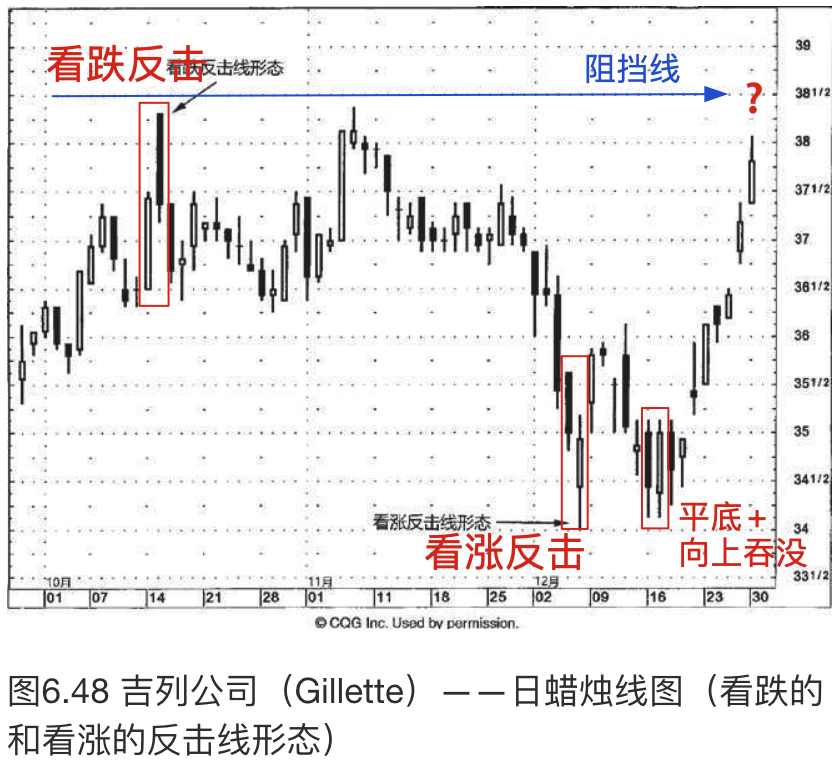 39
看跌反击
看跌反击线形态
阻挡线
38 1/2
?
38
37 1/2
37
36 1/2
36
35 1/2
35
34 1/2
平底+
向上吞没
看涨反击线形态
34
看涨反击
33 1/2
10月 11月 12月
01 07 14 21 28 01 11 18 25 02 09 16 23 30
© CQG Inc. Used by permission.
图6.48 吉列公司（Gillette）——日蜡烛线图（看跌的
和看涨的反击线形态）